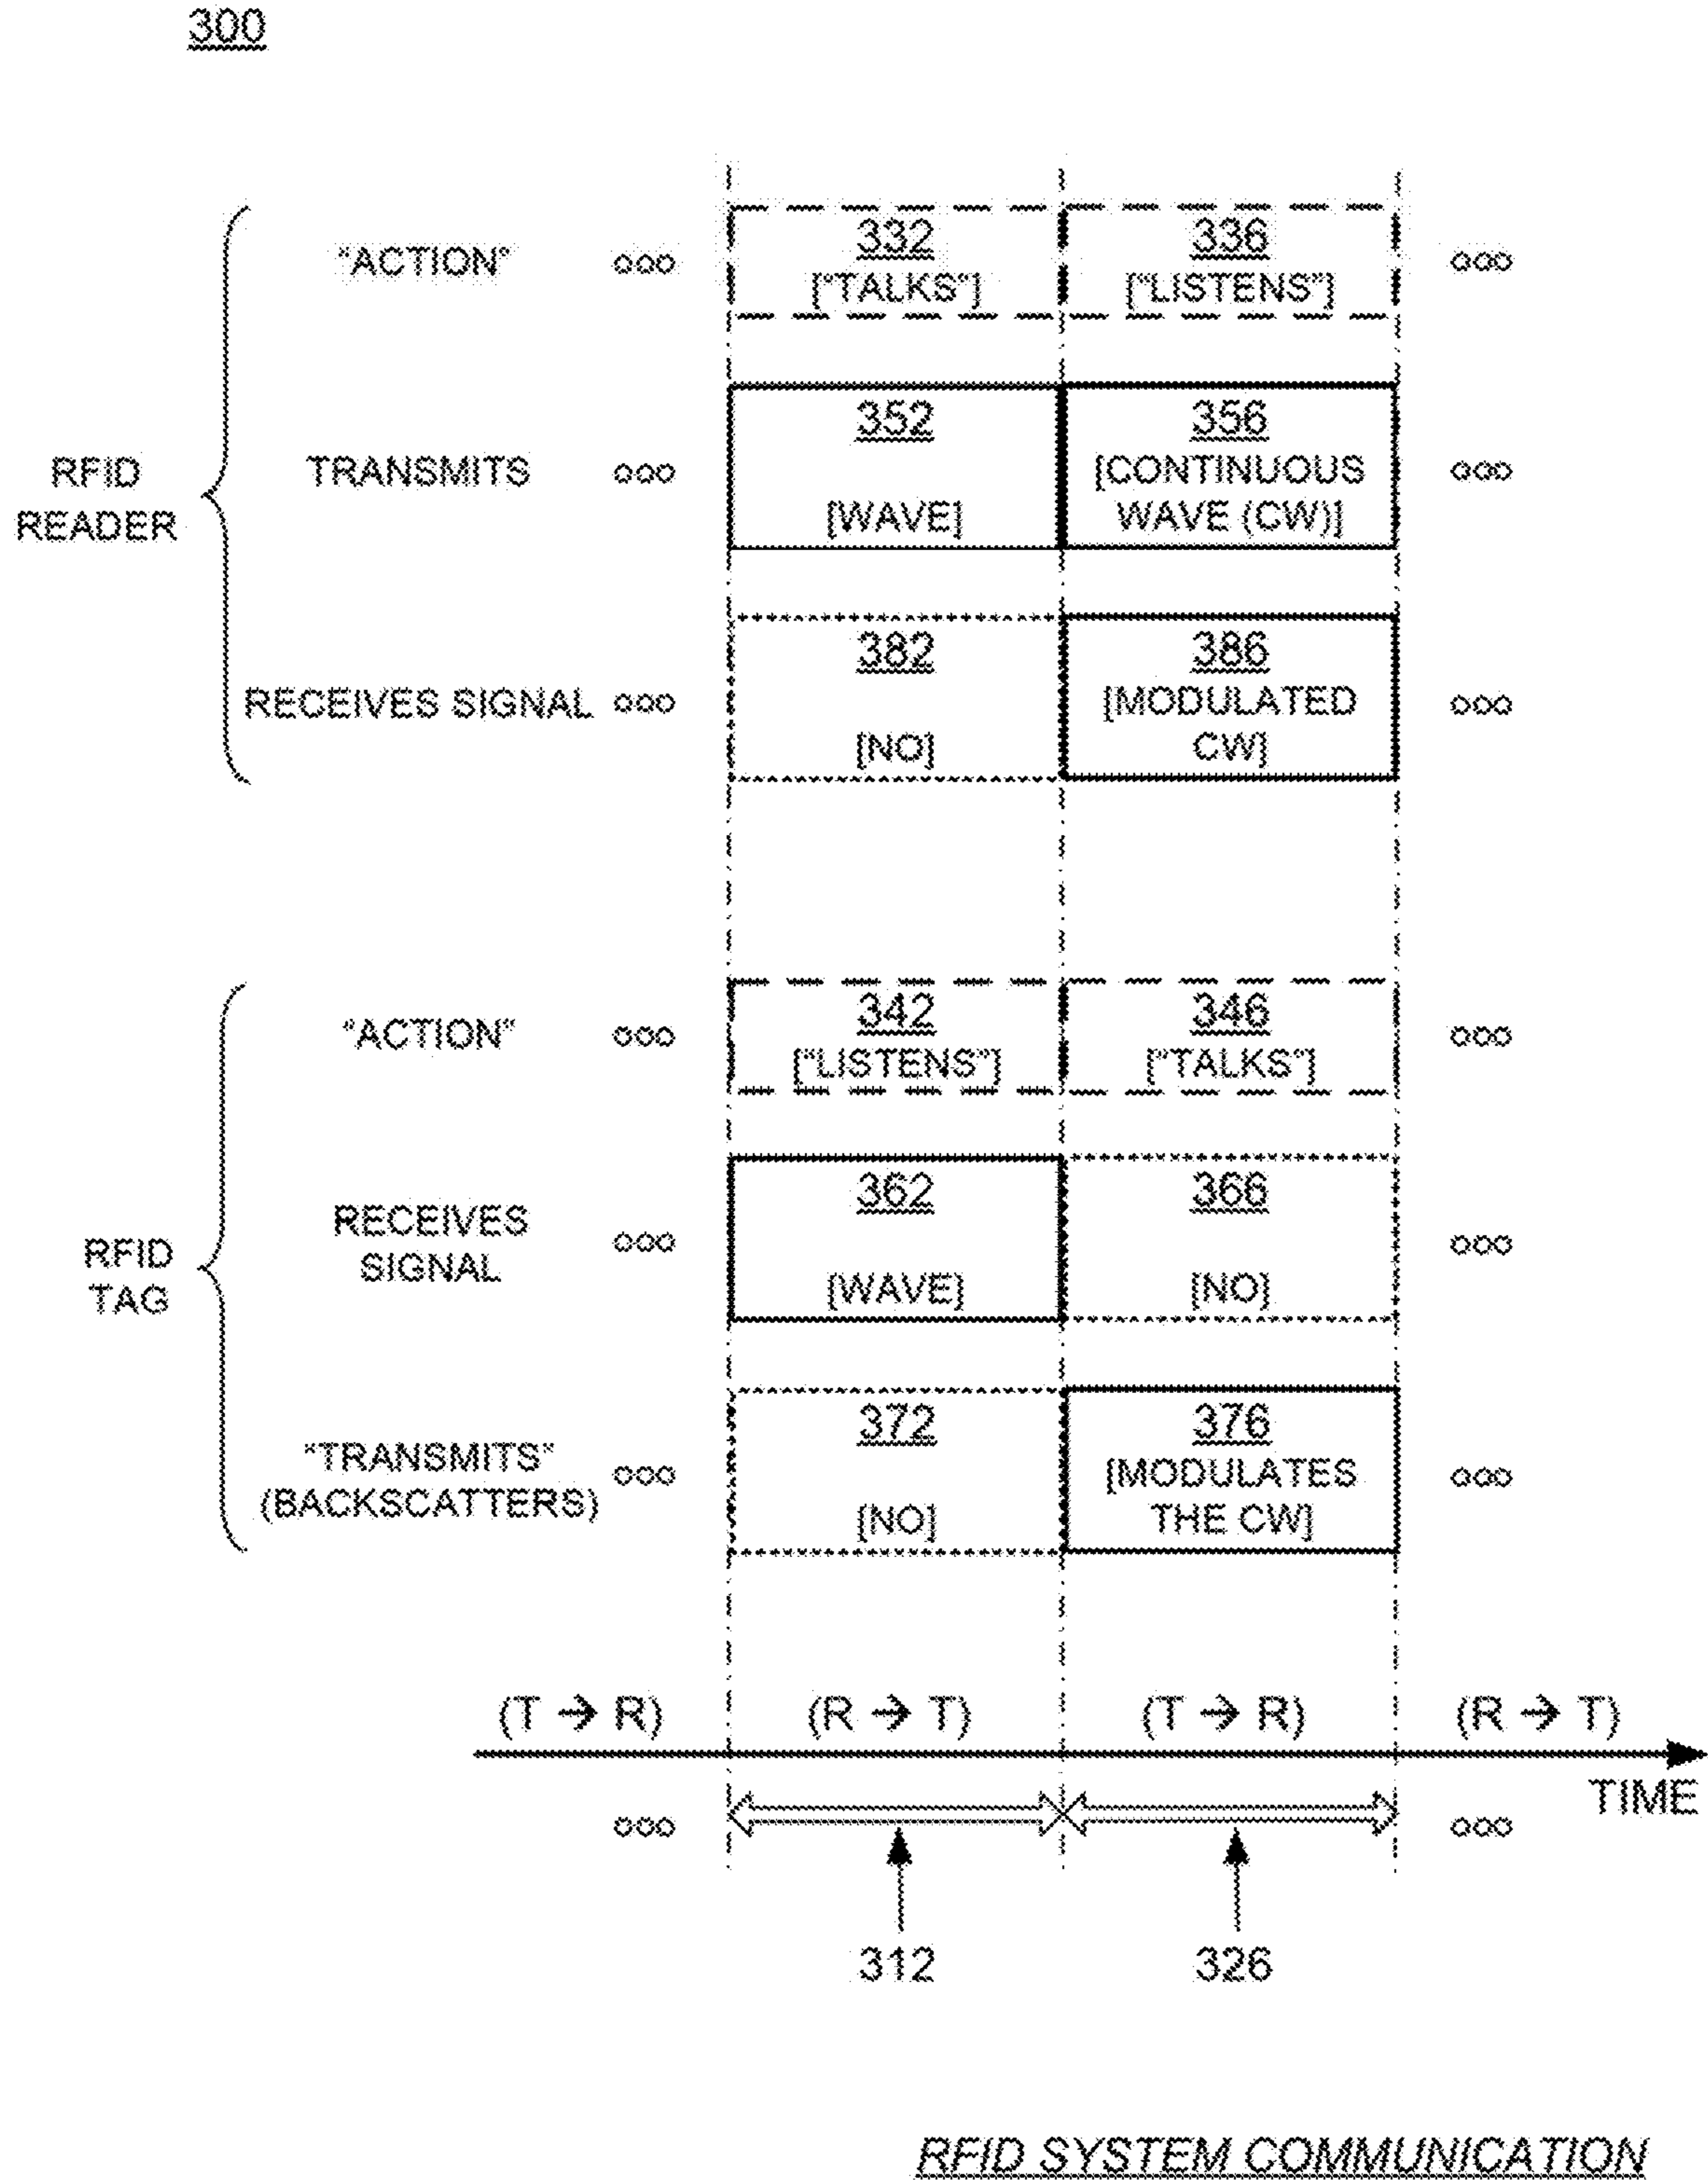 300
"ACTION"
332
["TALKS"]
336
["LISTENS"]
RFID
READER
TRANSMITS
352
[WAVE]
356
[CONTINUOUS
WAVE (CW)]
RECEIVES SIGNAL
382
[NO]
386
[MODULATED
CW]
"ACTION"
342
["LISTENS"]
346
["TALKS"]
RFID
TAG
RECEIVES
SIGNAL
362
[WAVE]
366
[NO]
"TRANSMITS"
(BACKSCATTERS)
372
[NO]
376
[MODULATES
THE CW]
(T → R)
(R → T)
(T → R)
(R → T)
TIME
312
326
RFID SYSTEM COMMUNICATION